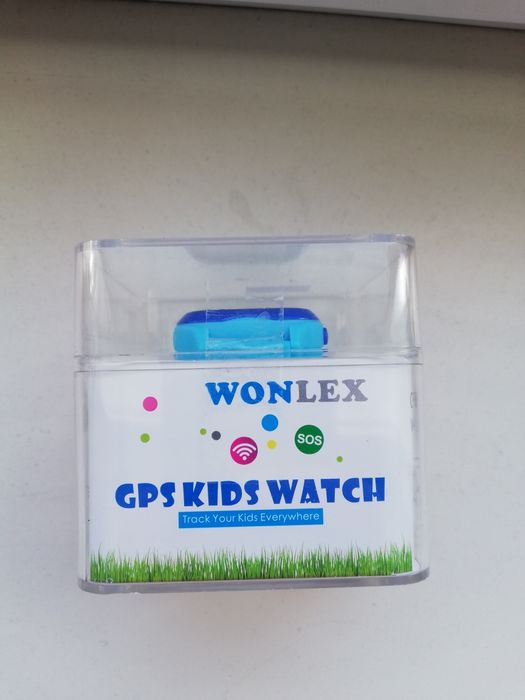 WONLEX
SOS
GPS KIDS WATCH
Track Your Kids Everywhere